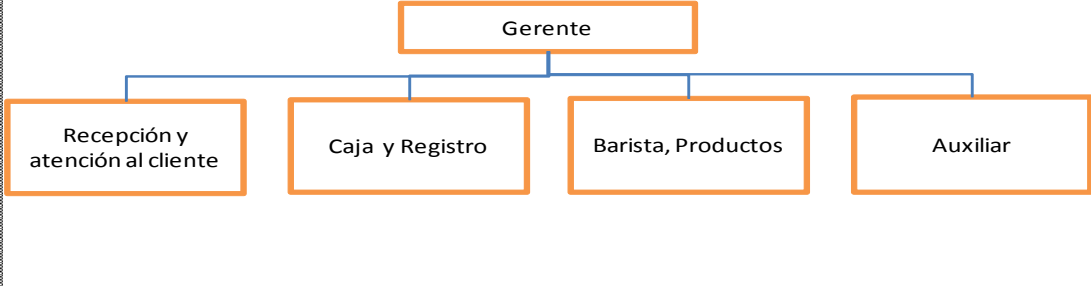 Gerente
Recepción y
atención al cliente
Caja y Registro
Barista, Productos
Auxiliar